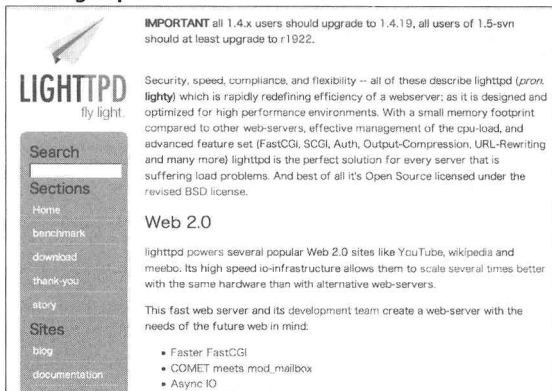 IMPORTANT all 1.4.x users should upgrade to 1.4.19, all users of 1.5-svn
should at least upgrade to r1922.
LIGHTTPD
fly light.
Security, speed, compliance, and flexibility -- all of these describe lighttpd (pron.
lighty) which is rapidly redefining efficiency of a webserver; as it is designed and
optimized for high performance environments. With a small memory footprint
compared to other web-servers, effective management of the cpu-load, and
advanced feature set (FastCGI, SCGI, Auth, Output-Compression, URL-Rewriting
and many more) lighttpd is the perfect solution for every server that is
suffering load problems. And best of all it's Open Source licensed under the
revised BSD license.
Search
Sections
Home
benchmark
download
thank-you
story
Sites
blog
documentation
Web 2.0
lighttpd powers several popular Web 2.0 sites like YouTube, wikipedia and
meebo. Its high speed io-infrastructure allows them to scale several times better
with the same hardware than with alternative web-servers.
This fast web server and its development team create a web-server with the
needs of the future web in mind:
• Faster FastCGI
• COMET meets mod_mailbox
• Async IO